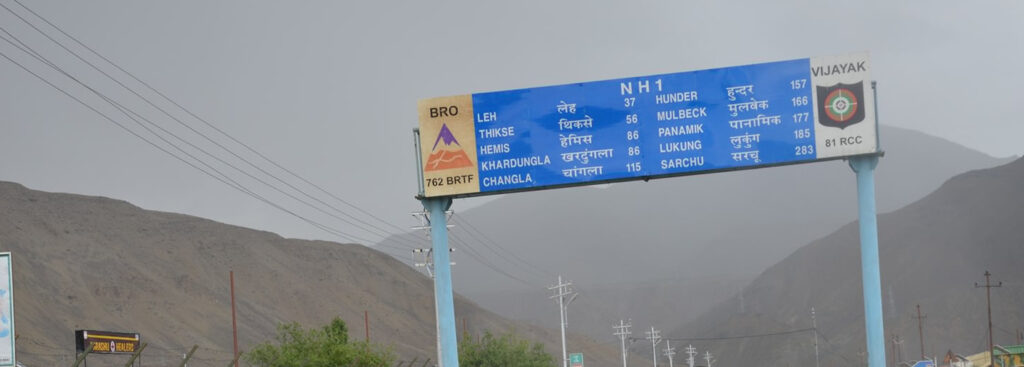 NH1
BRO
762 BRTF
LEH लेह 37
THIKSE थिकसे 56
HEMIS हेमिस 86
KHARDUNGLA खरदुंगला 86
CHANGLA चांगला 115
HUNDER हुन्दर 157
MULBECK मुलबेक 166
PANAMIK पानामिक 177
LUKUNG लुकुंग 185
SARCHU सरचू 283
VIJAYAK
81 RCC
HEALERS